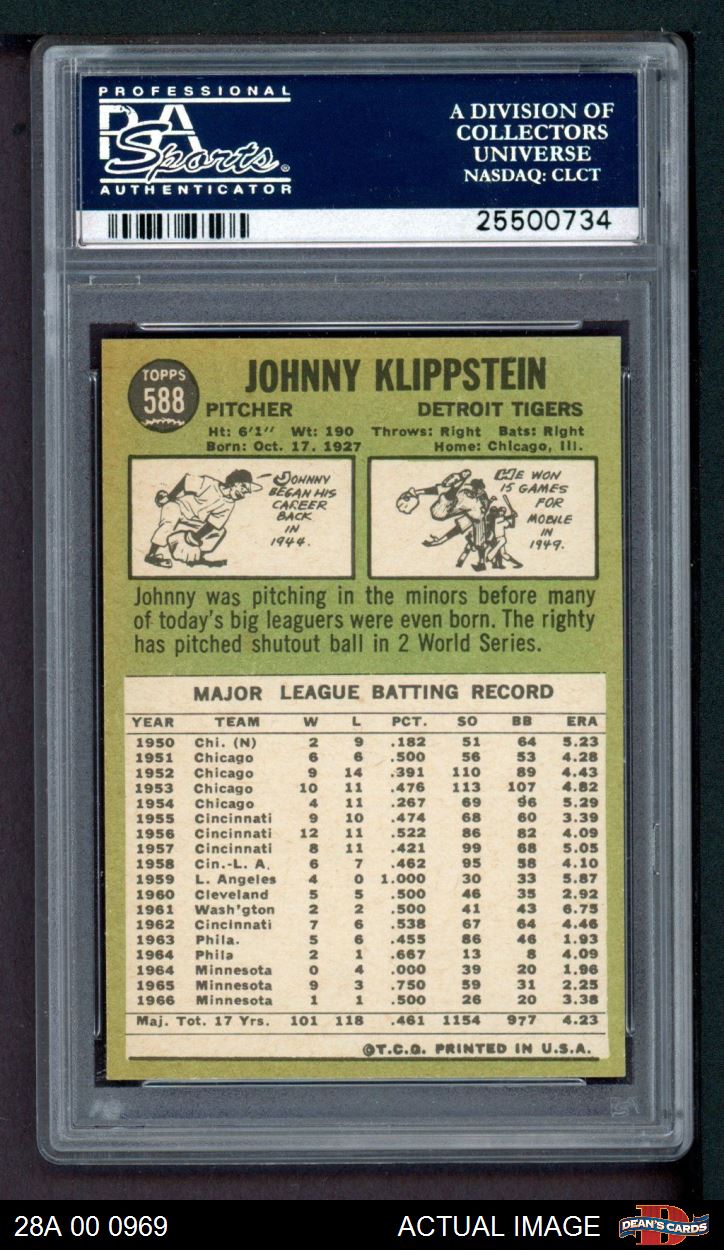 PROFESSIONAL
PSA
Sports®
AUTHENTICATOR
A DIVISION OF
COLLECTORS
UNIVERSE
NASDAQ: CLCT
25500734
TOPPS
588
JOHNNY KLIPPSTEIN
PITCHER DETROIT TIGERS
Ht: 6'1" Wt: 190 Throws: Right Bats: Right
Born: Oct. 17, 1927 Home: Chicago, Ill.
JOHNNY
BEGAN HIS
CAREER
BACK
IN
1944.
HE WON
15 GAMES
FOR
MOBILE
IN
1949.
Johnny was pitching in the minors before many
of today's big leaguers were even born. The righty
has pitched shutout ball in 2 World Series.
MAJOR LEAGUE BATTING RECORD
YEAR TEAM W L PCT. SO BB ERA
1950 Chi. (N) 2 9 .182 51 64 5.23
1951 Chicago 6 6 .500 56 53 4.28
1952 Chicago 9 14 .391 110 89 4.43
1953 Chicago 10 11 .476 113 107 4.82
1954 Chicago 4 11 .267 69 96 5.29
1955 Cincinnati 9 10 .474 68 60 3.39
1956 Cincinnati 12 11 .522 86 82 4.09
1957 Cincinnati 8 11 .421 99 68 5.05
1958 Cin.-L. A. 6 7 .462 95 58 4.10
1959 L. Angeles 4 0 1.000 30 33 5.87
1960 Cleveland 5 5 .500 46 35 2.92
1961 Wash'gton 2 2 .500 41 43 6.75
1962 Cincinnati 7 6 .538 67 64 4.46
1963 Phila. 5 6 .455 86 46 1.93
1964 Phila 2 1 .667 13 8 4.09
1964 Minnesota 0 4 .000 39 20 1.96
1965 Minnesota 9 3 .750 59 31 2.25
1966 Minnesota 1 1 .500 26 20 3.38
Maj. Tot. 17 Yrs. 101 118 .461 1154 977 4.23
©T.C.G. PRINTED IN U.S.A.
28A 00 0969 ACTUAL IMAGE
D
DEAN'S CARDS